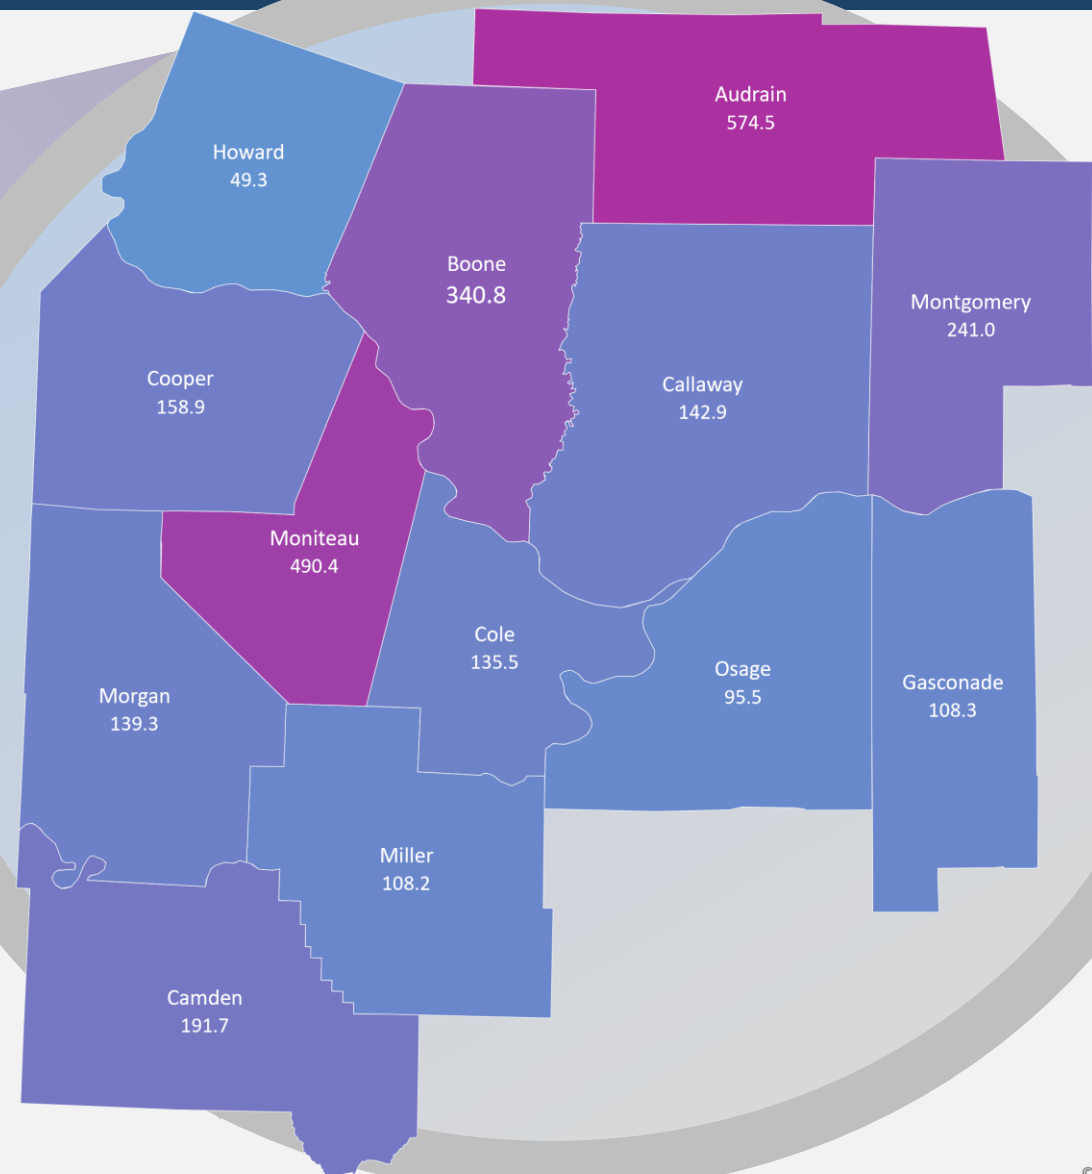 Audrain
574.5
Howard
49.3
Boone
340.8
Montgomery
241.0
Cooper
158.9
Callaway
142.9
Moniteau
490.4
Cole
135.5
Osage
95.5
Gasconade
108.3
Morgan
139.3
Miller
108.2
Camden
191.7
©